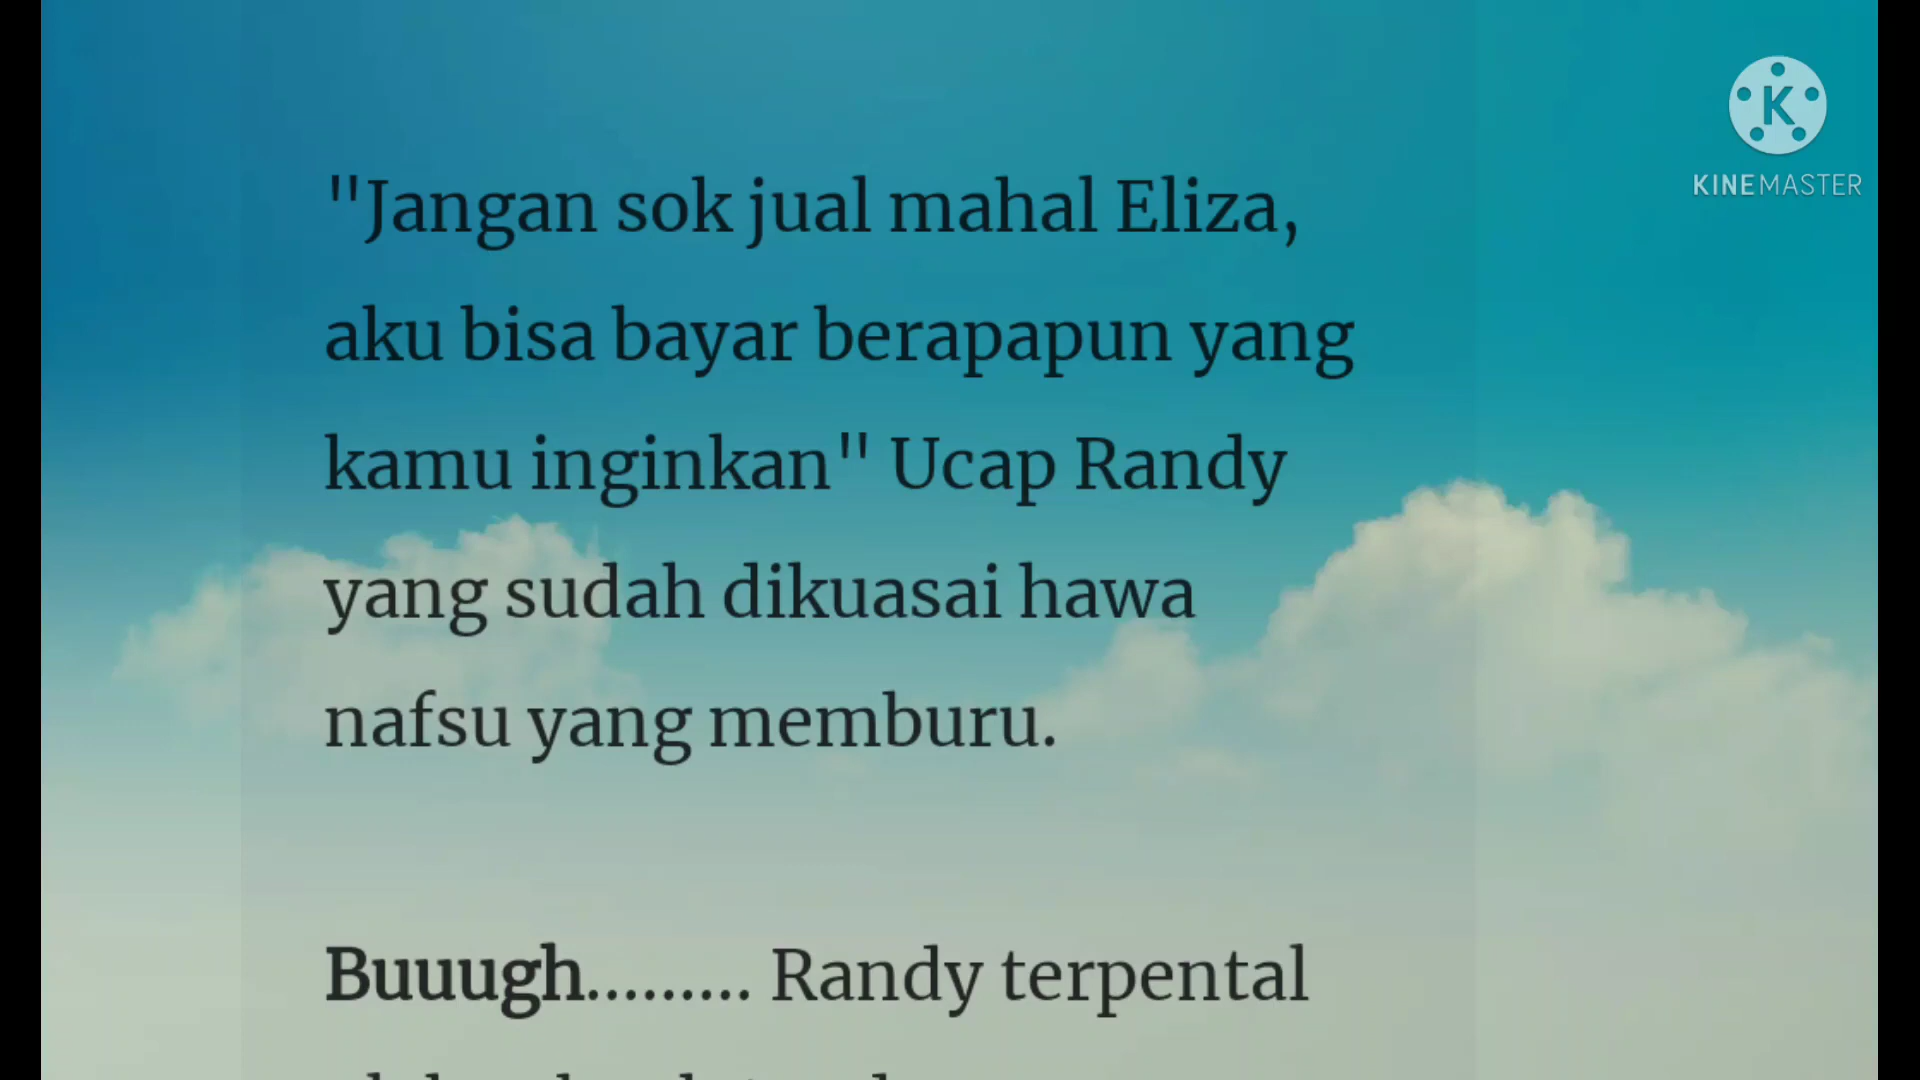 KINEMASTER
"Jangan sok jual mahal Eliza,
aku bisa bayar berapapun yang
kamu inginkan" Ucap Randy
yang sudah dikuasai hawa
nafsu yang memburu.
Buuugh......... Randy terpental